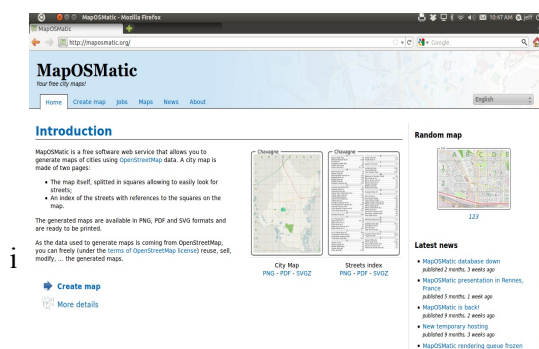 MapOSMatic - Mozilla Firefox
10:47 AM
jeff
MapOSMatic
http://maposmatic.org/
Google
MapOSMatic
Your free city maps!
Home
Create map
Jobs
Maps
News
About
English
Introduction
MapOSMatic is a free software web service that allows you to
generate maps of cities using OpenStreetMap data. A city map is
made of two pages:
The map itself, splitted in squares allowing to easily look for
streets;
An index of the streets with references to the squares on the
map.
The generated maps are available in PNG, PDF and SVG formats and
are ready to be printed.
As the data used to generate maps is coming from OpenStreetMap,
you can freely (under the terms of OpenStreetMap license) reuse, sell,
modify, ... the generated maps.
i
Create map
More details
Chavagne
City Map
PNG - PDF - SVGZ
Chavagne
Streets index
PNG - PDF - SVGZ
Random map
123
Latest news
MapOSMatic database down
published 2 months, 3 weeks ago
MapOSMatic presentation in Rennes,
France
published 5 months, 1 week ago
MapOSMatic is back!
published 9 months, 2 weeks ago
New temporary hosting
published 9 months, 3 weeks ago
MapOSMatic rendering queue frozen